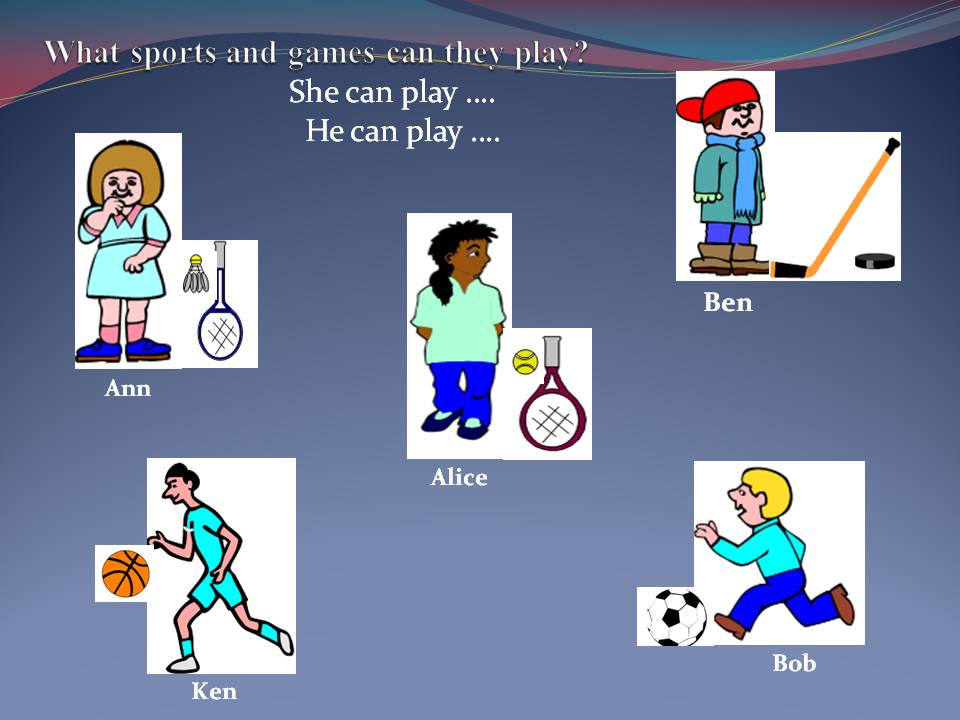 What sports and games can they play?
She can play ....
He can play ....
Ben
Ann
Alice
Bob
Ken